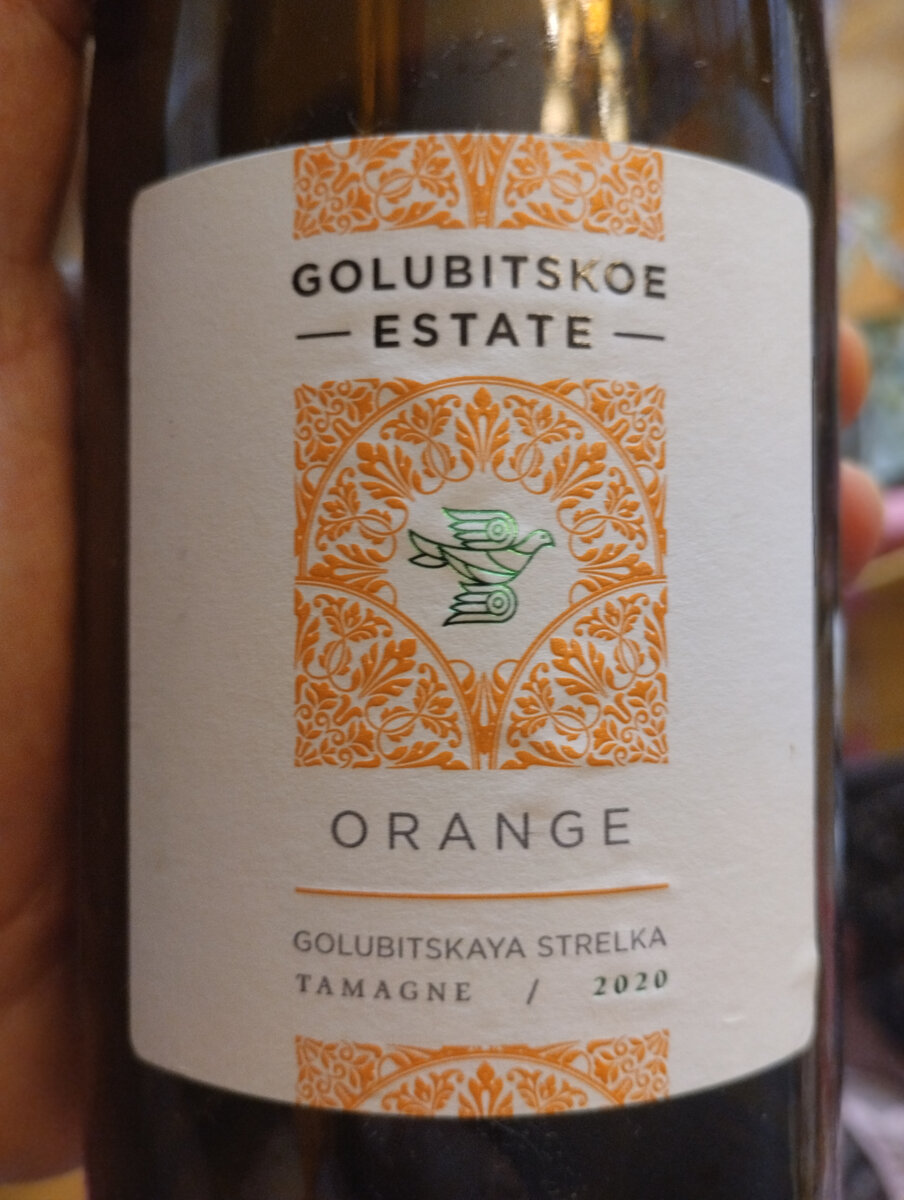 GOLUBITSKOE
— ESTATE —
ORANGE
GOLUBITSKAYA STRELKA
TAMAGNE / 2020